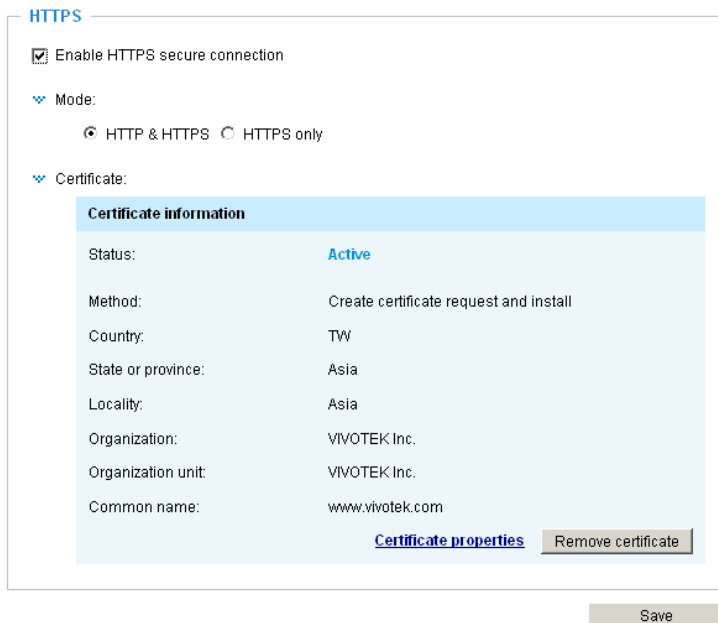 HTTPS
Enable HTTPS secure connection
Mode:
HTTP & HTTPS HTTPS only
Certificate:
Certificate information
Status: Active
Method: Create certificate request and install
Country: TW
State or province: Asia
Locality: Asia
Organization: VIVOTEK Inc.
Organization unit: VIVOTEK Inc.
Common name: www.vivotek.com
Certificate properties Remove certificate
Save